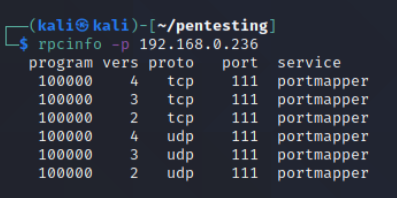 (kali㉿kali)-[~/pentesting]
$ rpcinfo -p 192.168.0.236
program vers proto port service
100000 4 tcp 111 portmapper
100000 3 tcp 111 portmapper
100000 2 tcp 111 portmapper
100000 4 udp 111 portmapper
100000 3 udp 111 portmapper
100000 2 udp 111 portmapper